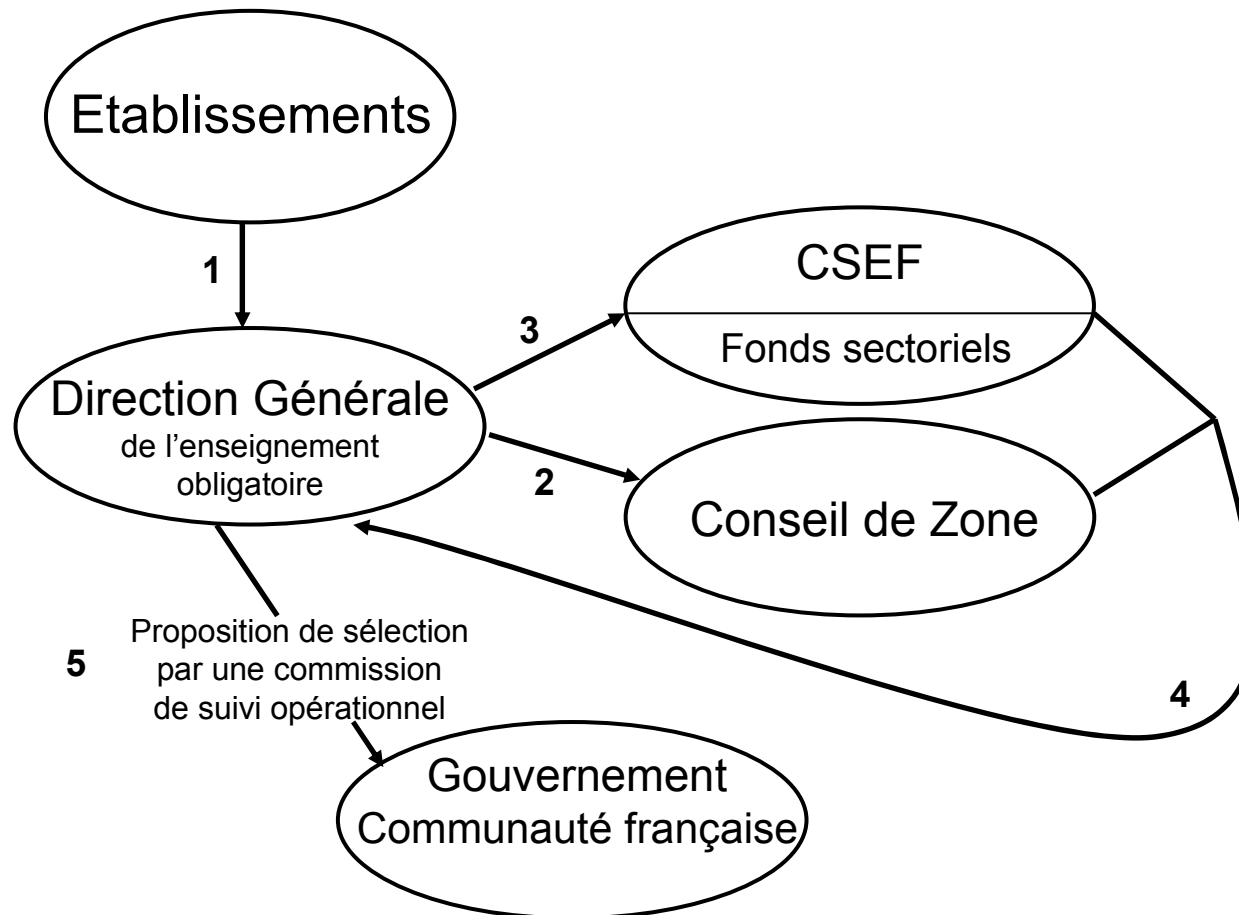 Etablissements
1
CSEF
3
Fonds sectoriels
Direction Générale
de l’enseignement
obligatoire
2
Conseil de Zone
Proposition de sélection
5
par une commission
de suivi opérationnel
4
Gouvernement
Communauté française